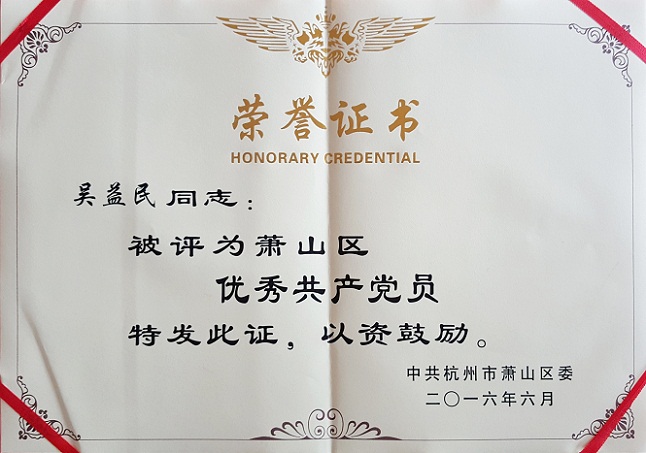 荣誉证书
HONORARY CREDENTIAL
吴益民同志：
被评为萧山区
优秀共产党员
特发此证，以资鼓励。
中共杭州市萧山区委
二〇一六年六月